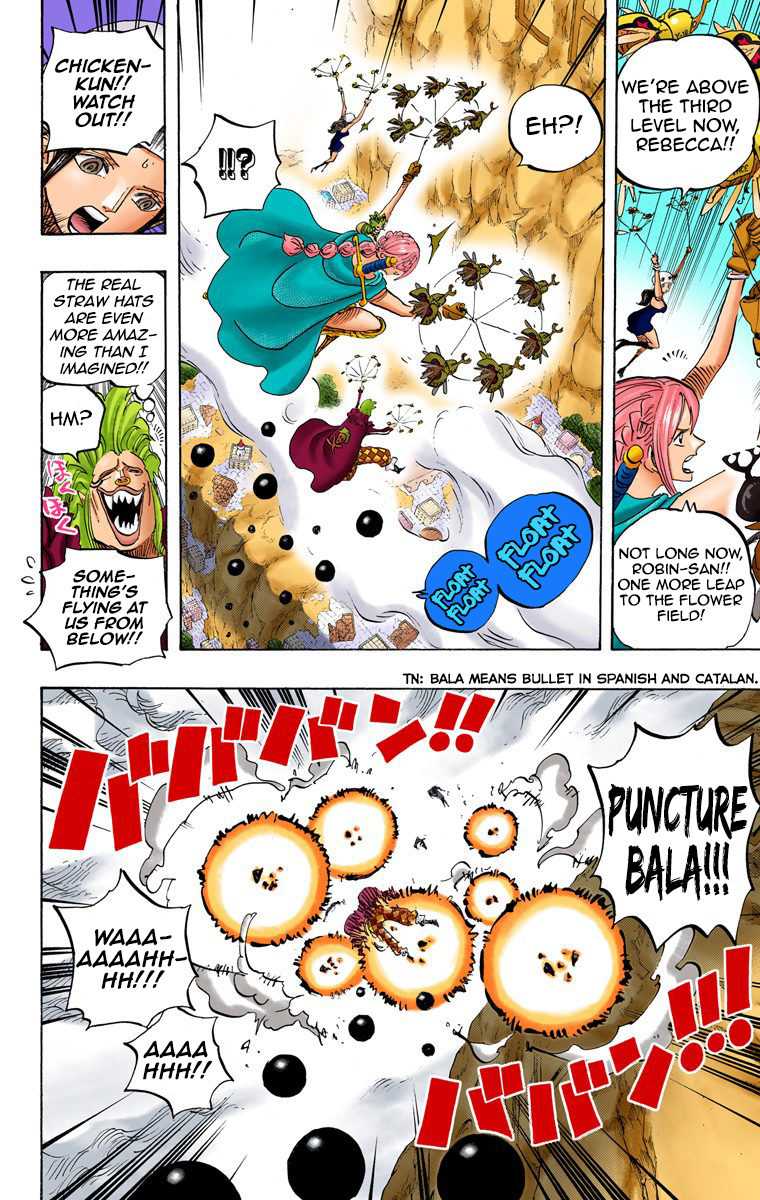 WE'RE ABOVE
THE THIRD
LEVEL NOW,
REBECCA!!
NOT LONG NOW,
ROBIN-SAN!!
ONE MORE LEAP
TO THE FLOWER
FIELD!
EH?!
!!?
FLOAT
FLOAT
FLOAT
FLOAT
CHICKEN-
KUN!!
WATCH
OUT!!
THE REAL
STRAW HATS
ARE EVEN
MORE AMAZ-
ING THAN I
IMAGINED!!
HM?
ほく
ほく
SOME-
THING'S
FLYING AT
US FROM
BELOW!!
TN: BALA MEANS BULLET IN SPANISH AND CATALAN.
PUNCTURE
BALA!!!
ババババン!!
WAAA-
AAAAAHH-
HH!!!
AAAA
HHH!!
ババン!!!